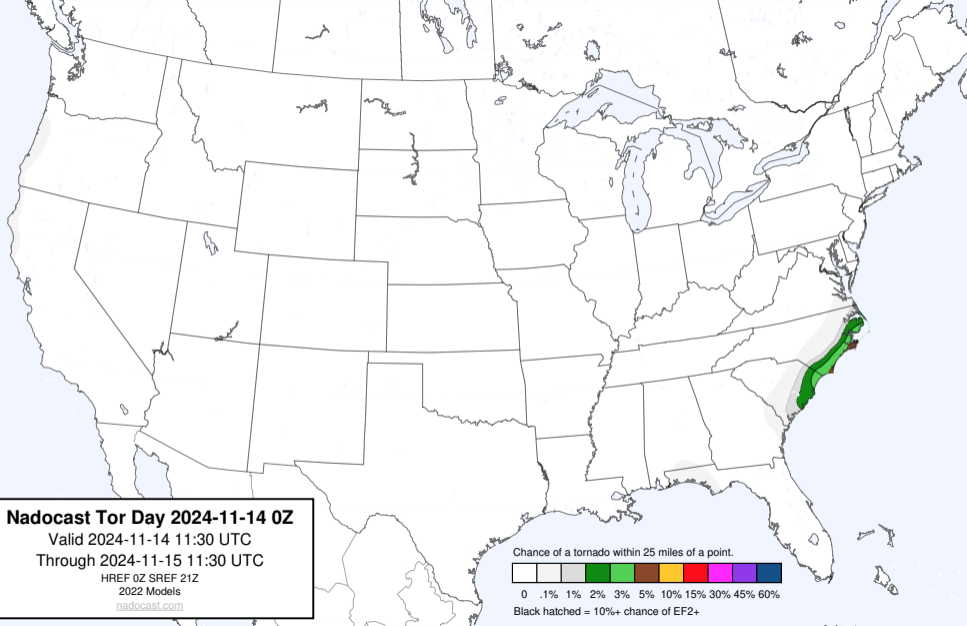 Nadocast Tor Day 2024-11-14 0Z
Valid 2024-11-14 11:30 UTC
Through 2024-11-15 11:30 UTC
HREF 0Z SREF 21Z
2022 Models
nadocast.com
Chance of a tornado within 25 miles of a point.
0 .1% 1% 2% 3% 5% 10% 15% 30% 45% 60%
Black hatched = 10%+ chance of EF2+